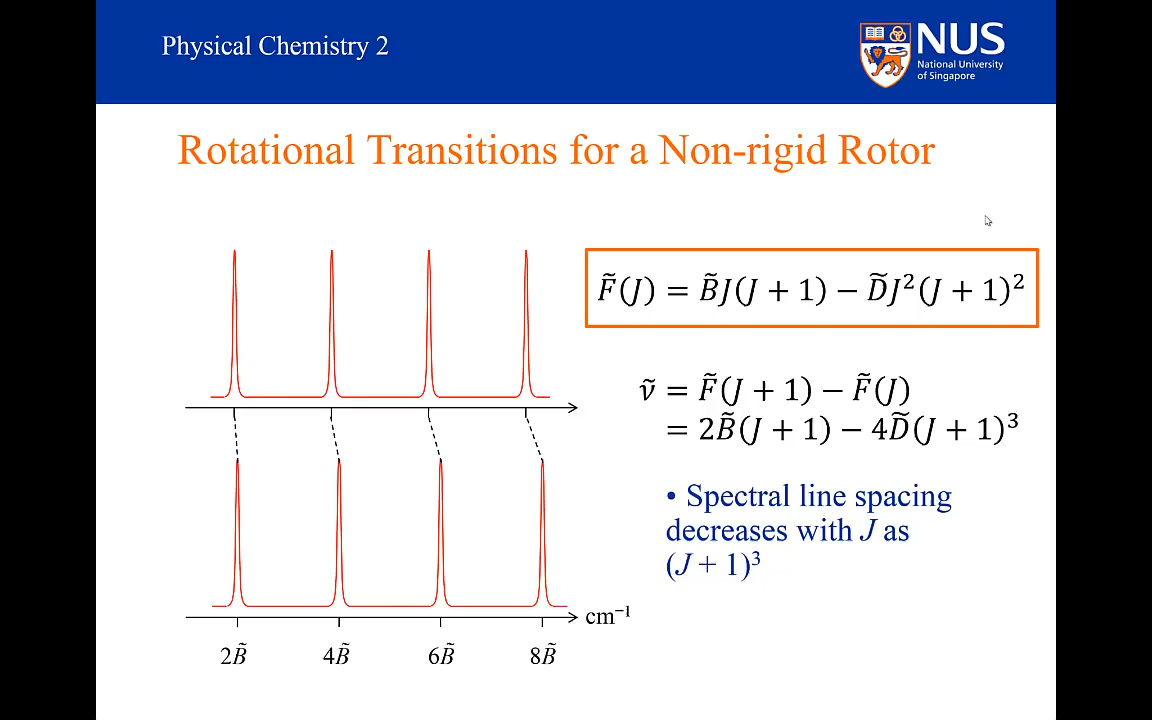 Physical Chemistry 2
NUS
National University
of Singapore
Rotational Transitions for a Non-rigid Rotor
F̃(J) = B̃J(J + 1) − D̃J²(J + 1)²
ṽ = F̃(J + 1) − F̃(J)
= 2B̃(J + 1) − 4D̃(J + 1)³
• Spectral line spacing
decreases with J as
(J + 1)³
cm⁻¹
2B̃ 4B̃ 6B̃ 8B̃